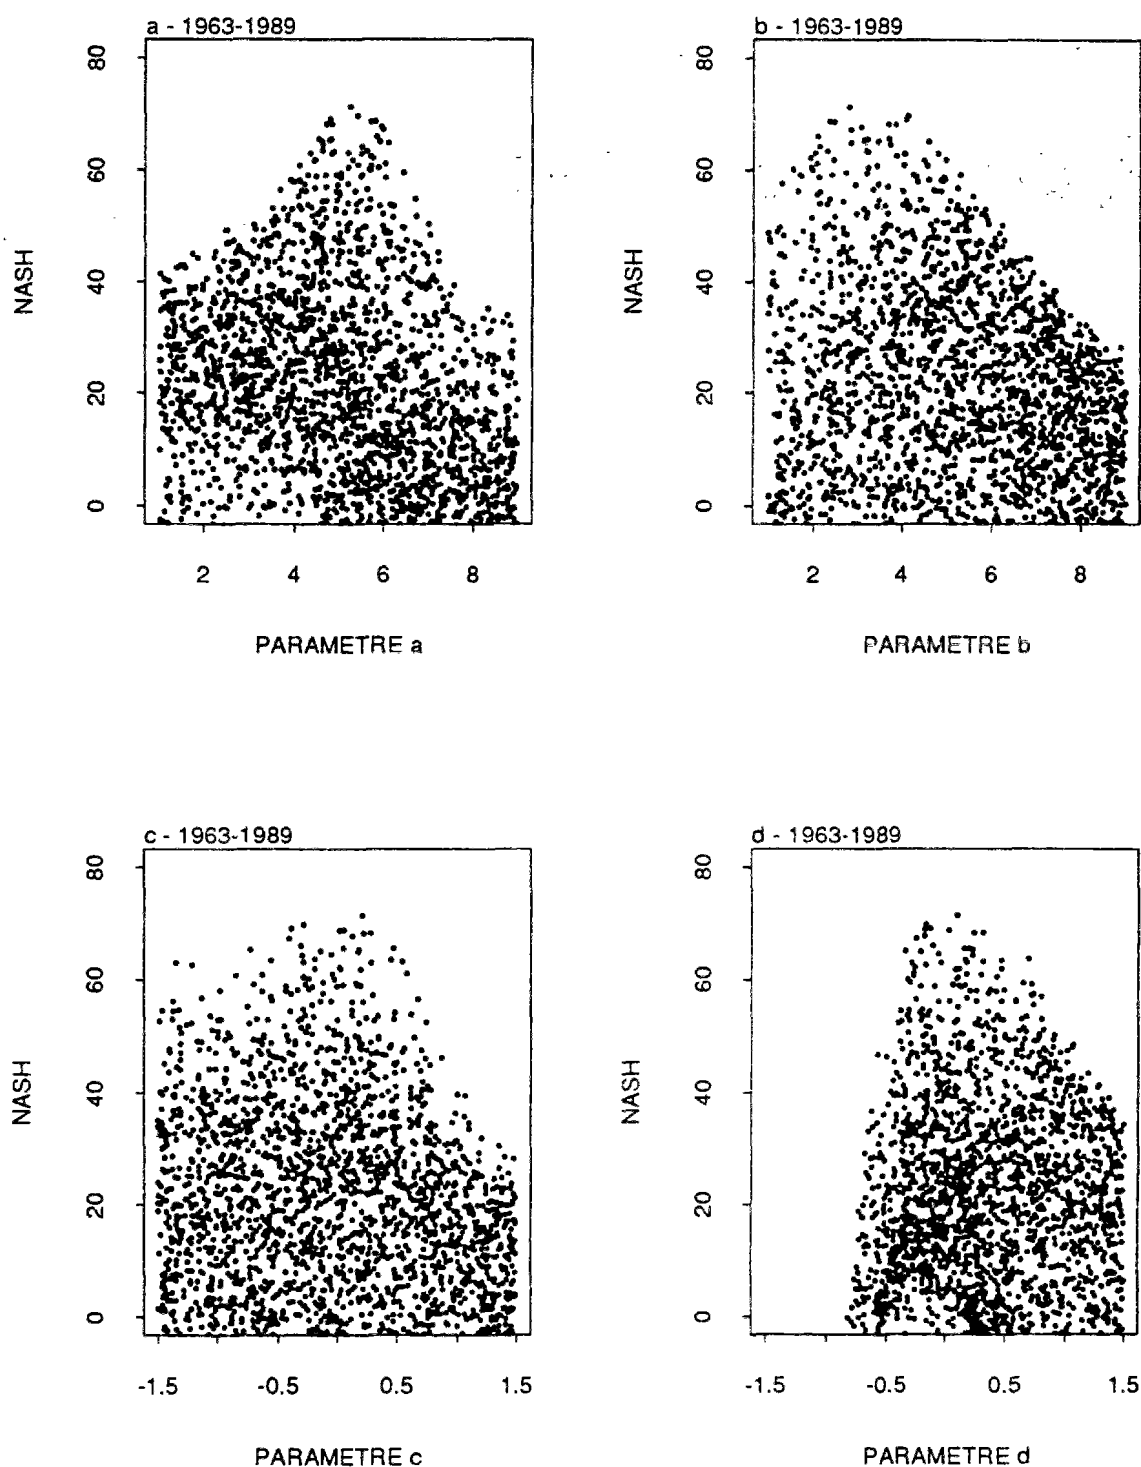 a - 1963-1989
80
60
40
20
0
NASH
2 4 6 8
PARAMETRE a
b - 1963-1989
80
60
40
20
0
NASH
2 4 6 8
PARAMETRE b
c - 1963-1989
80
60
40
20
0
NASH
-1.5 -0.5 0.5 1.5
PARAMETRE c
d - 1963-1989
80
60
40
20
0
NASH
-1.5 -0.5 0.5 1.5
PARAMETRE d